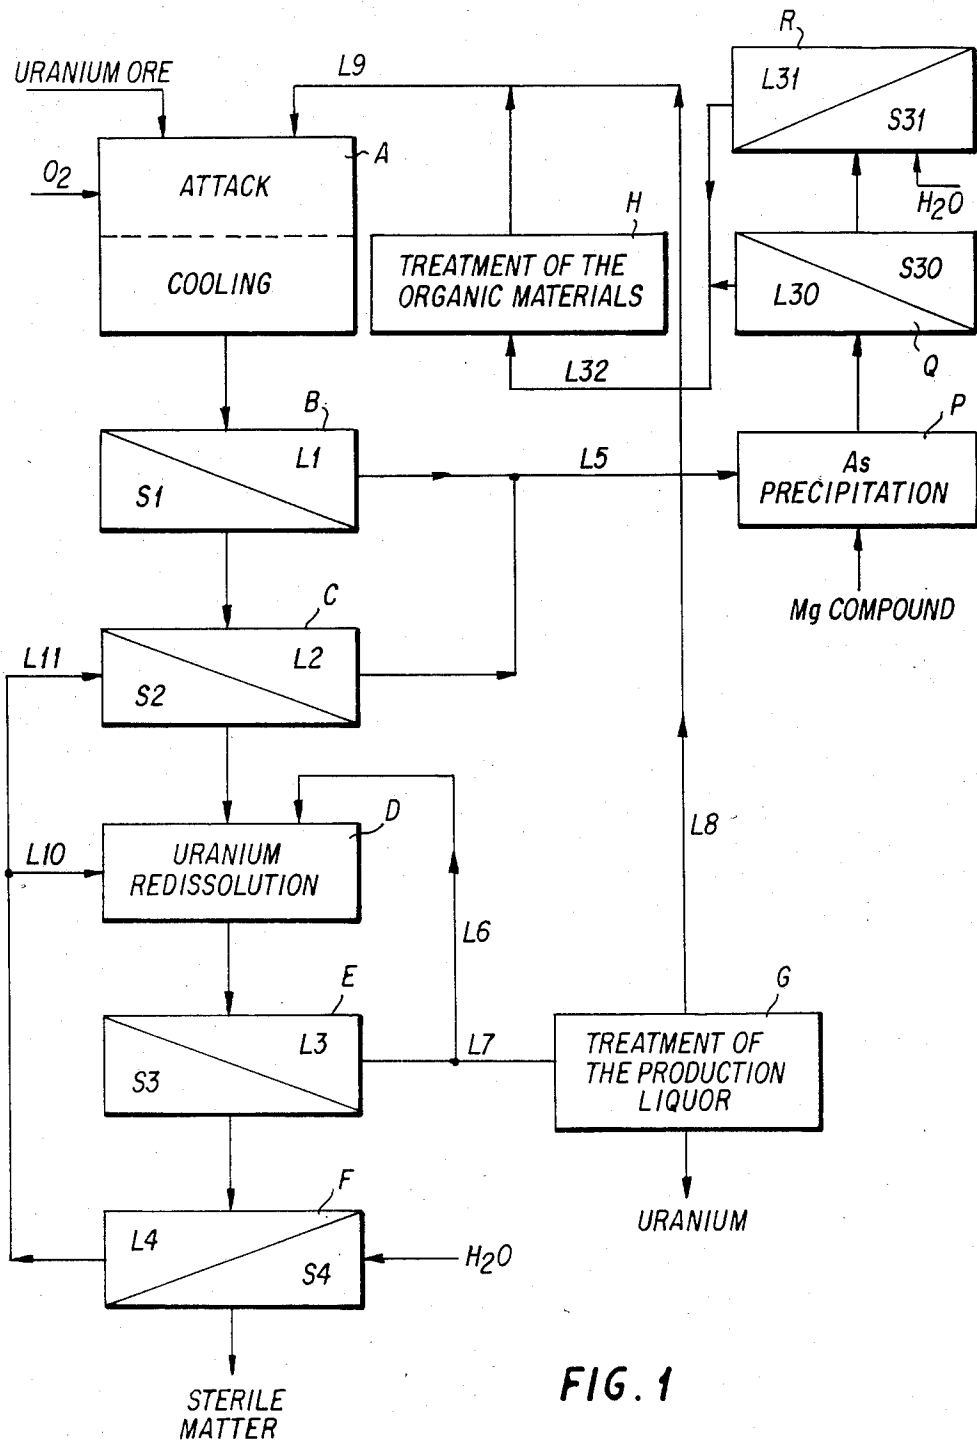 R
L9
URANIUM ORE
L31
S31
A
O2
ATTACK
H2O
H
COOLING
TREATMENT OF THE
ORGANIC MATERIALS
S30
L30
Q
L32
B
P
L1
L5
As
PRECIPITATION
S1
Mg COMPOUND
C
L2
L11
S2
D
L8
L10
URANIUM
REDISSOLUTION
L6
E
G
L3
L7
TREATMENT OF
THE PRODUCTION
LIQUOR
S3
F
URANIUM
L4
H2O
S4
FIG. 1
STERILE
MATTER